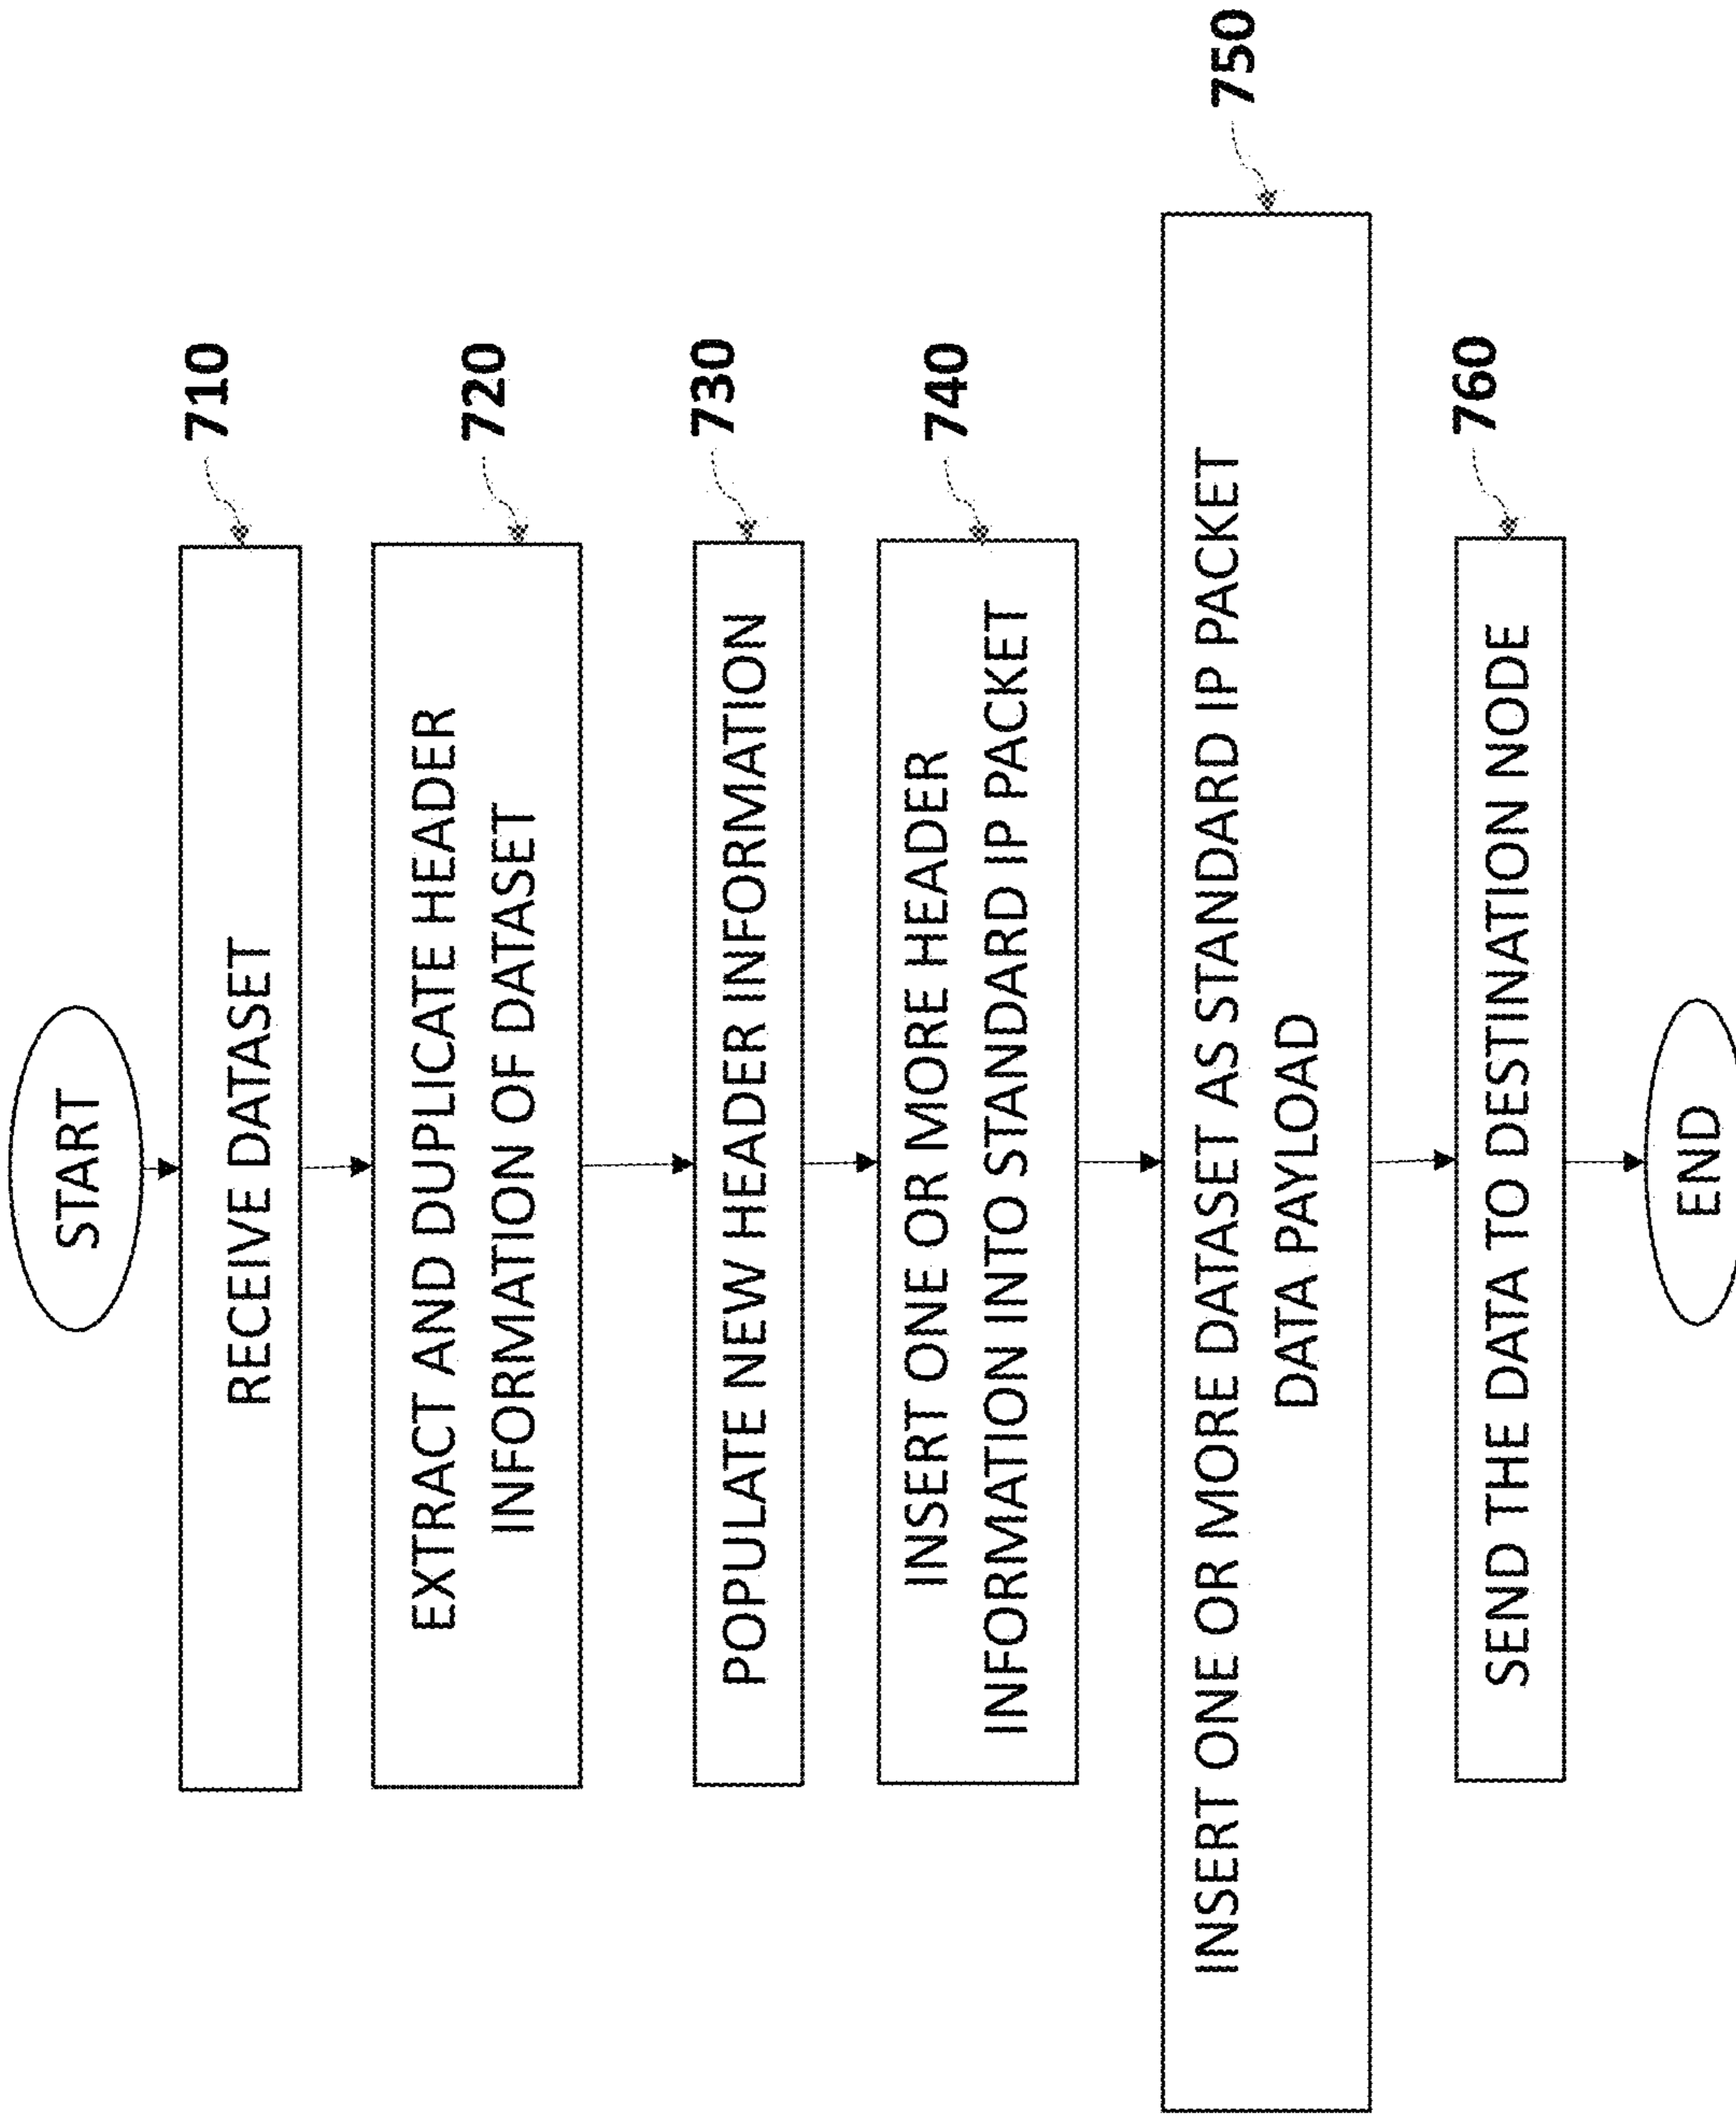 START
RECEIVE DATASET
710
EXTRACT AND DUPLICATE HEADER
INFORMATION OF DATASET
720
POPULATE NEW HEADER INFORMATION
730
INSERT ONE OR MORE HEADER
INFORMATION INTO STANDARD IP PACKET
740
INSERT ONE OR MORE DATASET AS STANDARD IP PACKET
DATA PAYLOAD
750
SEND THE DATA TO DESTINATION NODE
760
END